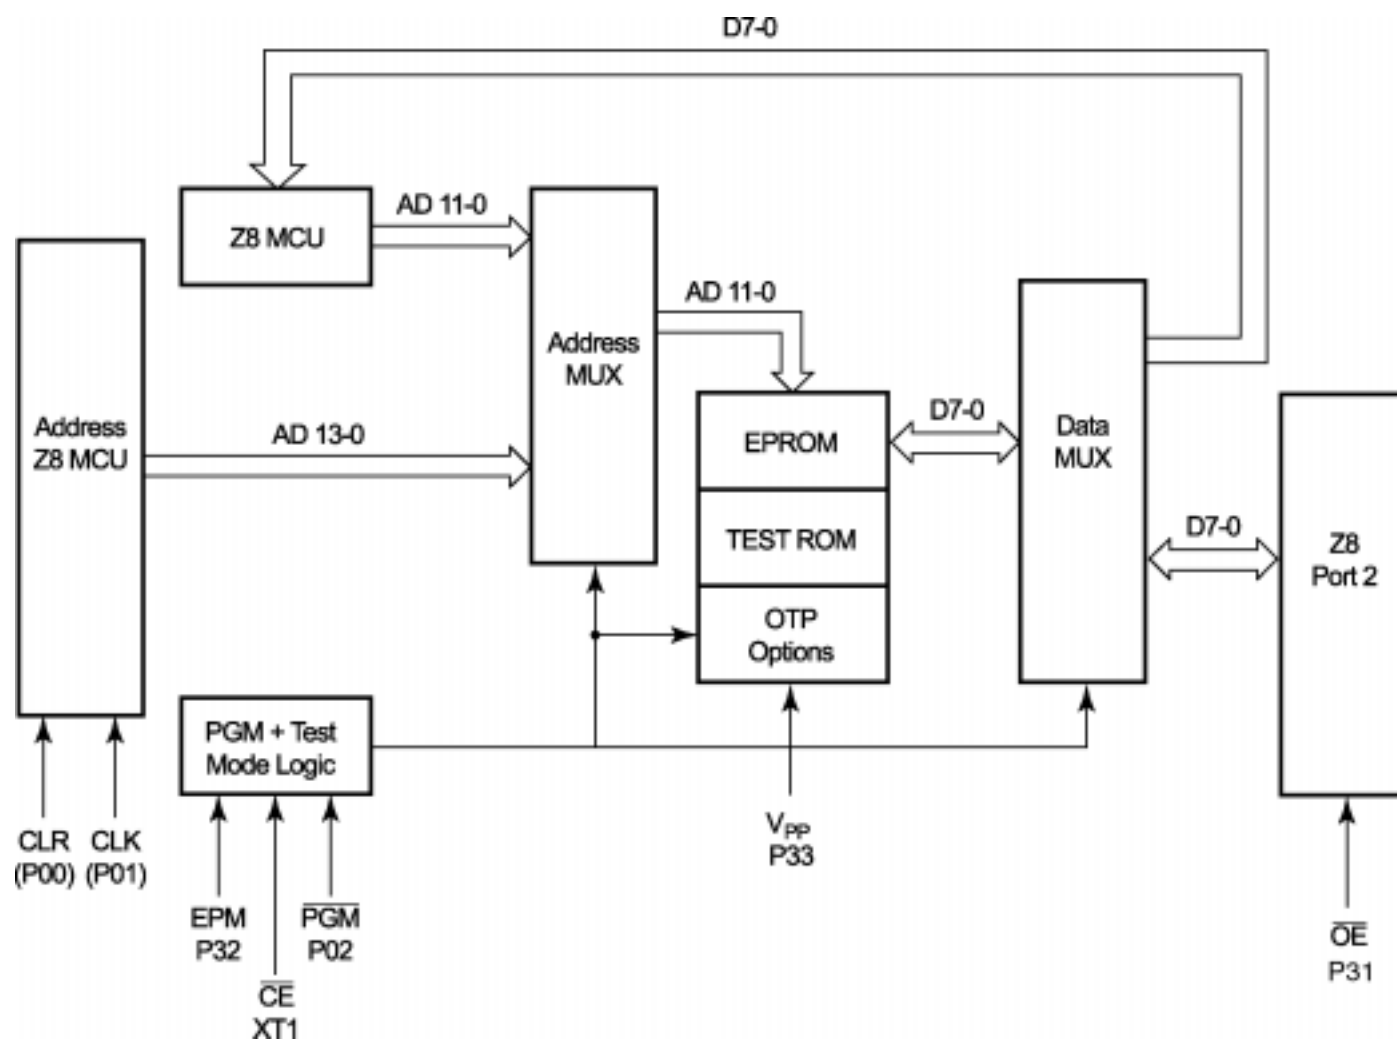 D7-0
Z8 MCU
AD 11-0
AD 11-0
Address
MUX
Address
Z8 MCU
AD 13-0
EPROM
D7-0
Data
MUX
TEST ROM
D7-0
Z8
Port 2
OTP
Options
PGM + Test
Mode Logic
CLR
(P00)
CLK
(P01)
EPM
P32
CE
XT1
PGM
P02
VPP
P33
OE
P31